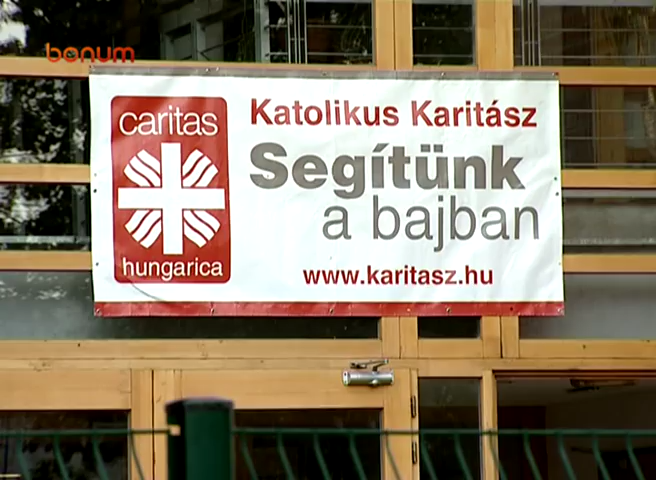 bonum
caritas
hungarica
Katolikus Karitász
Segítünk
a bajban
www.karitasz.hu